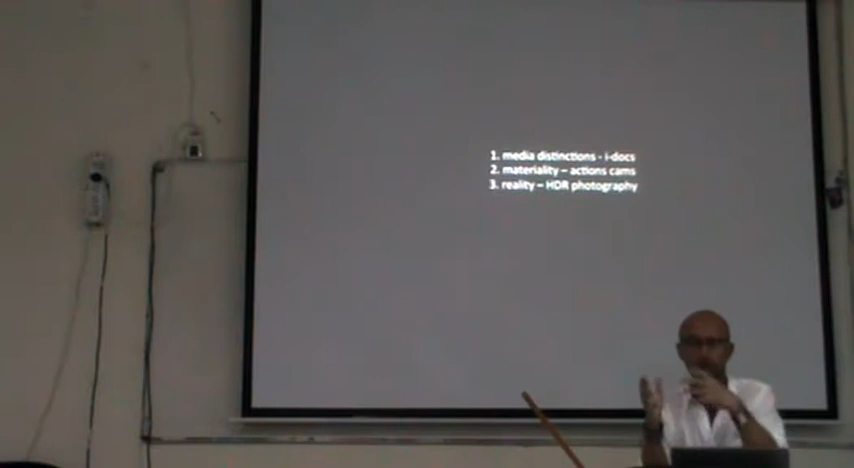 1. media distinctions - i-docs
2. materiality – actions cams
3. reality – HDR photography